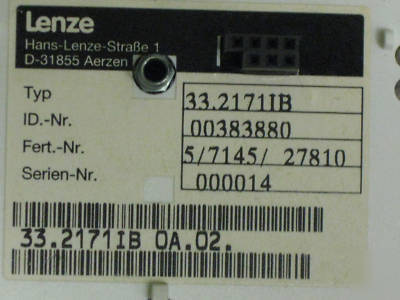 Lenze
Hans-Lenze-Straße 1
D-31855 Aerzen
Typ 33.2171IB
ID.-Nr. 00383880
Fert.-Nr. 5/7145/ 27810
Serien-Nr. 000014
33.2171IB 0A.02.